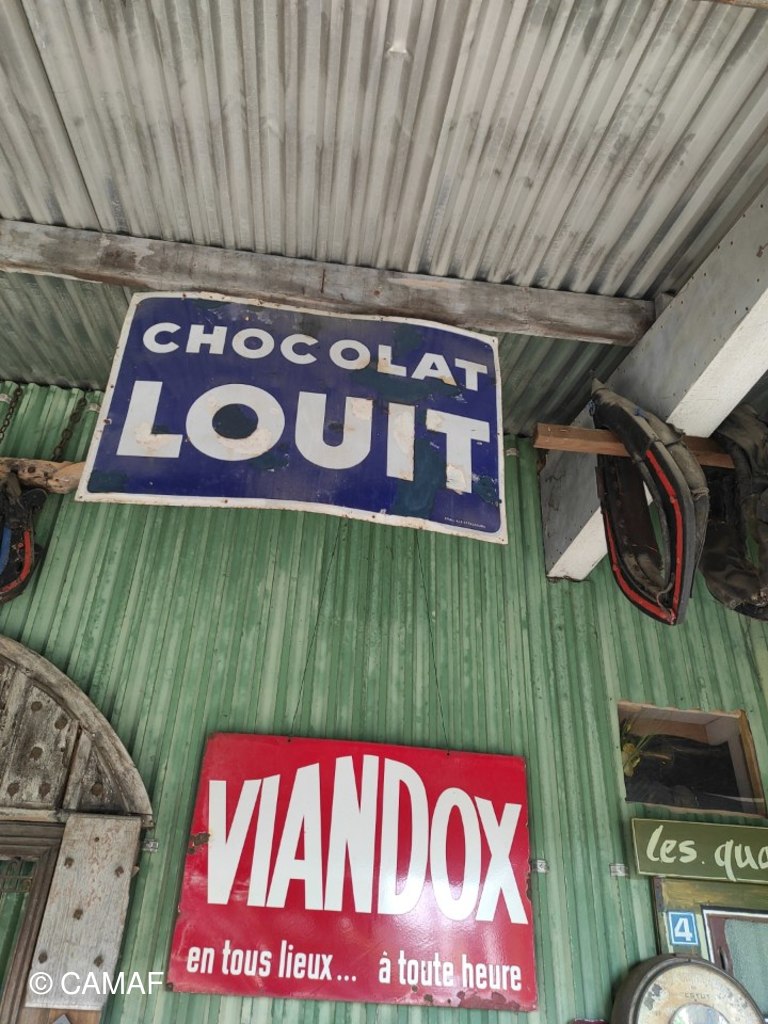 CHOCOLAT
LOUIT
VIANDOX
en tous lieux... à toute heure
les qua
4
© CAMAF